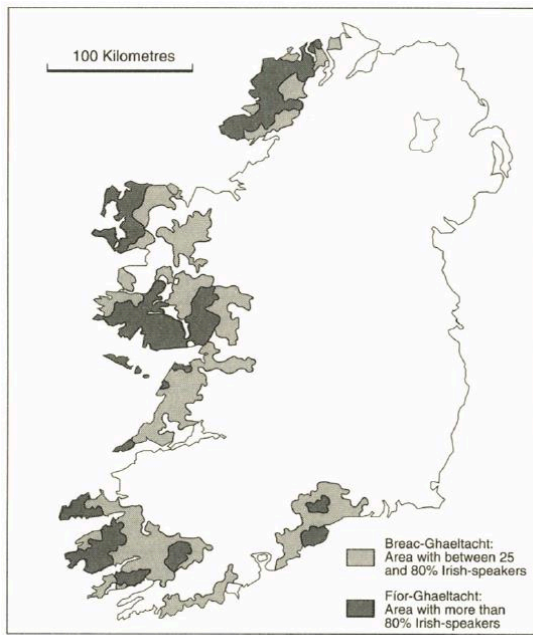 100 Kilometres
Breac-Ghaeltacht:
Area with between 25
and 80% Irish-speakers
Fíor-Ghaeltacht:
Area with more than
80% Irish-speakers